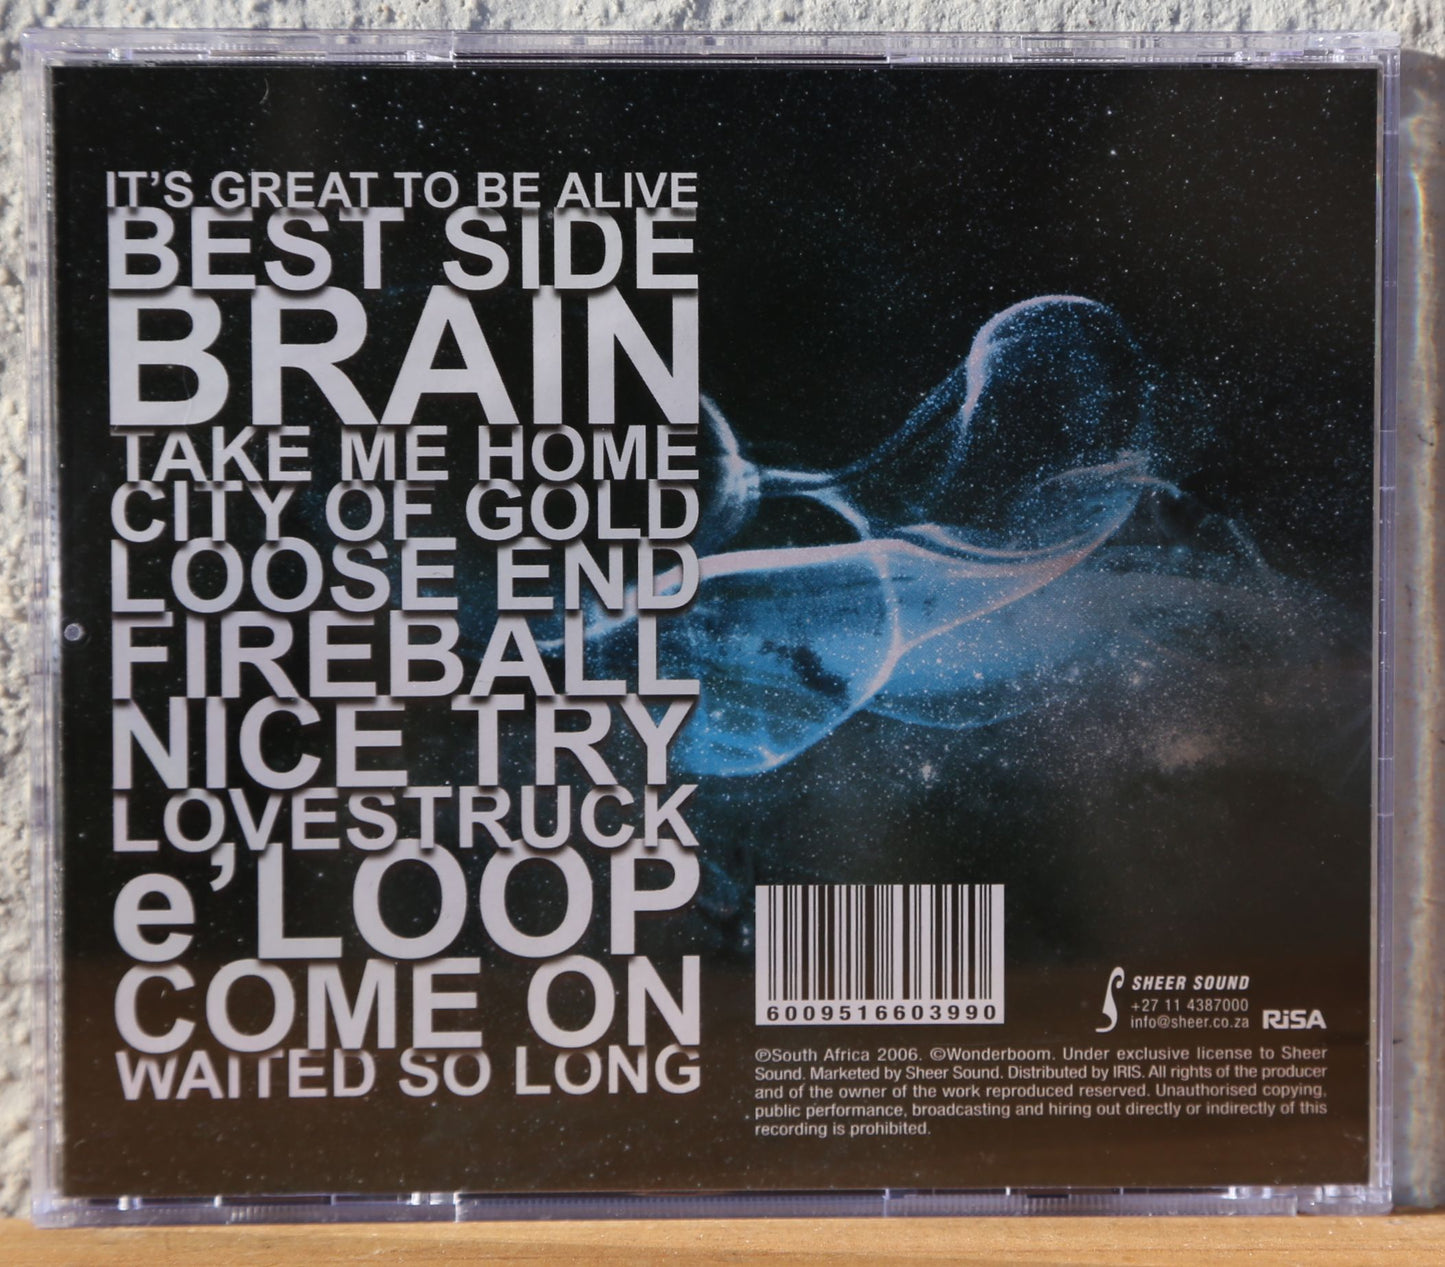 IT'S GREAT TO BE ALIVE
BEST SIDE
BRAIN
TAKE ME HOME
CITY OF GOLD
LOOSE END
FIREBALL
NICE TRY
LOVESTRUCK
e'LOOP
COME ON
WAITED SO LONG
6009516603990
SHEER SOUND
+27 11 4387000
info@sheer.co.za
RiSA
℗South Africa 2006. ©Wonderboom. Under exclusive license to Sheer
Sound. Marketed by Sheer Sound. Distributed by IRIS. All rights of the producer
and of the owner of the work reproduced reserved. Unauthorised copying,
public performance, broadcasting and hiring out directly or indirectly of this
recording is prohibited.